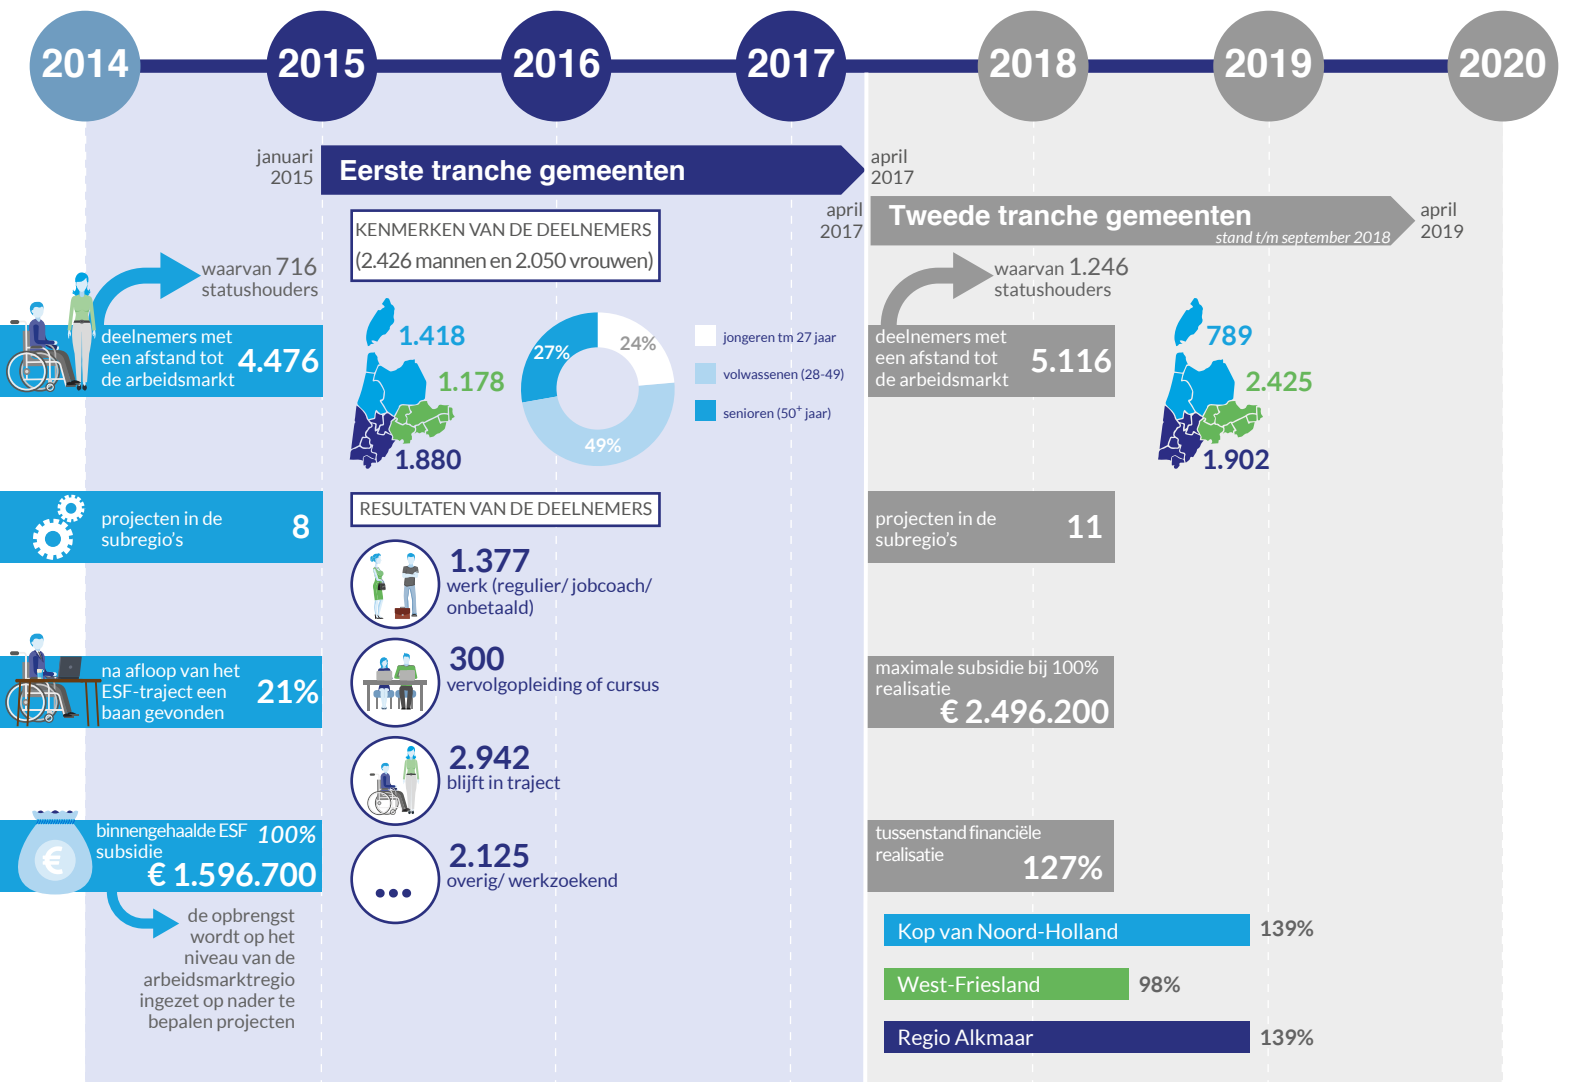 2014
2015
2016
2017
2018
2019
2020
januari
2015
Eerste tranche gemeenten
april
2017
april
2017
Tweede tranche gemeenten
stand t/m september 2018
april
2019
KENMERKEN VAN DE DEELNEMERS
(2.426 mannen en 2.050 vrouwen)
waarvan 716
statushouders
deelnemers met
een afstand tot
de arbeidsmarkt
4.476
1.418
1.178
1.880
27%
24%
49%
jongeren tm 27 jaar
volwassenen (28-49)
senioren (50+ jaar)
waarvan 1.246
statushouders
deelnemers met
een afstand tot
de arbeidsmarkt
5.116
789
2.425
1.902
projecten in de
subregio's
8
RESULTATEN VAN DE DEELNEMERS
1.377
werk (regulier/ jobcoach/
onbetaald)
300
vervolgopleiding of cursus
2.942
blijft in traject
2.125
overig/ werkzoekend
projecten in de
subregio's
11
na afloop van het
ESF-traject een
baan gevonden
21%
maximale subsidie bij 100%
realisatie
€ 2.496.200
binnengehaalde ESF
subsidie
100%
€ 1.596.700
€
de opbrengst
wordt op het
niveau van de
arbeidsmarktregio
ingezet op nader te
bepalen projecten
tussenstand financiële
realisatie
127%
Kop van Noord-Holland
139%
West-Friesland
98%
Regio Alkmaar
139%